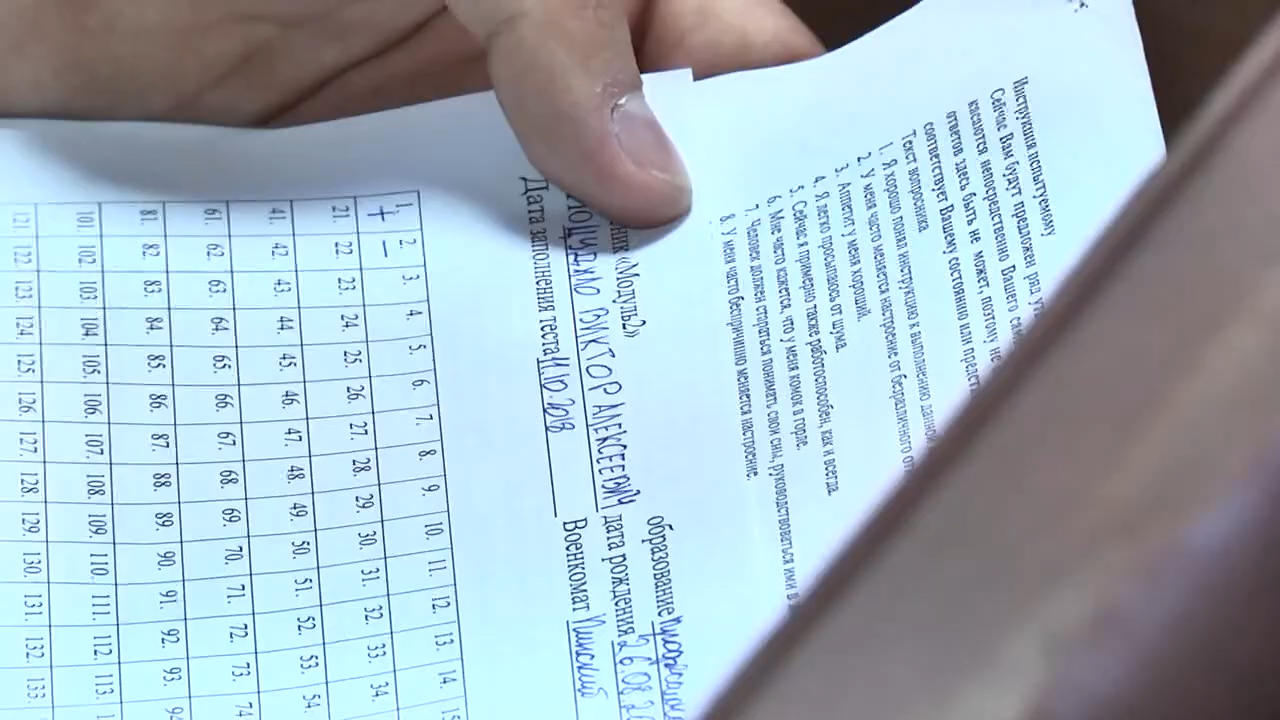 Инструкция испытуемому
Сейчас Вам будут предложен ряд
касаются непосредственно Вашего
ответов здесь быть не может, поэтому не
соответствует Вашему состоянию или
Текст вопросника
1. Я хорошо понял инструкцию к выполнению данной
2. У меня часто меняется настроение от безразличного
3. Аппетит у меня хороший.
4. Я легко просыпаюсь от шума.
5. Сейчас я примерно также работоспособен, как и всегда.
6. Мне часто кажется, что у меня комок в горле.
7. Человек должен стараться понимать свои сны, руководствоваться ими в
8. У меня часто беспричинно меняется настроение.
«Модуль2» образование
ВИКТОР АЛЕКСЕЕВИЧ дата рождения 26.08.
Дата заполнения теста 11.10.2018 Военкомат Пинский
1. 2. 3. 4. 5. 6. 7. 8. 9. 10. 11. 12. 13. 14.
+ –
21. 22. 23. 24. 25. 26. 27. 28. 29. 30. 31. 32. 33. 34.
41. 42. 43. 44. 45. 46. 47. 48. 49. 50. 51. 52. 53. 54.
61. 62. 63. 64. 65. 66. 67. 68. 69. 70. 71. 72. 73. 74
81. 82. 83. 84. 85. 86. 87. 88. 89. 90. 91. 92. 93. 94
101. 102. 103. 104. 105. 106. 107. 108. 109. 110. 111. 112. 113.
121. 122. 123. 124. 125. 126. 127. 128. 129. 130. 131. 132. 133.